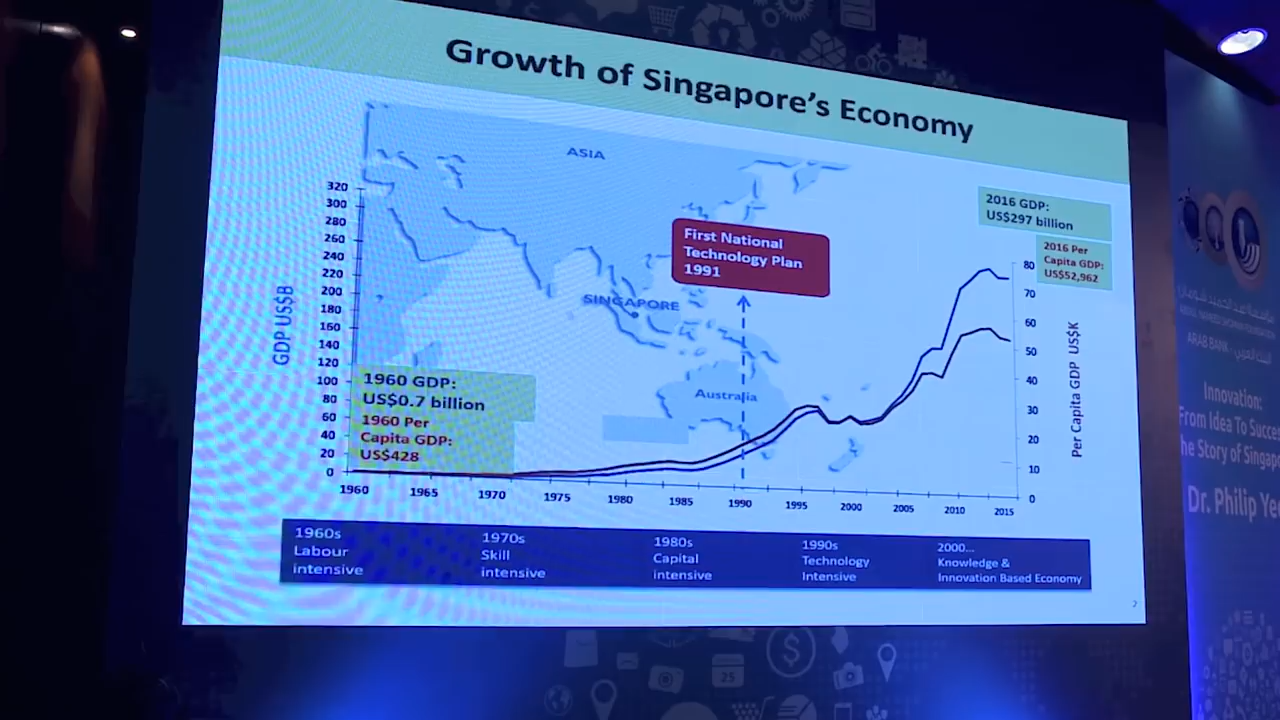 Growth of Singapore's Economy
ASIA
SINGAPORE
Australia
First National
Technology Plan
1991
2016 GDP:
US$297 billion
2016 Per
Capita GDP:
US$52,962
GDP US$B
320
300
280
260
240
220
200
180
160
140
120
100
80
60
40
20
0
1960 GDP:
US$0.7 billion
1960 Per
Capita GDP:
US$428
80
70
60
50
40
30
20
10
0
Per Capita GDP US$K
1960 1965 1970 1975 1980 1985 1990 1995 2000 2005 2010 2015
1960s
Labour
intensive
1970s
Skill
intensive
1980s
Capital
intensive
1990s
Technology
Intensive
2000...
Knowledge &
Innovation Based Economy
2
ARAB BANK
Innovation:
From Idea To Succe
he Story of Singap
Dr. Philip Ye
25
$